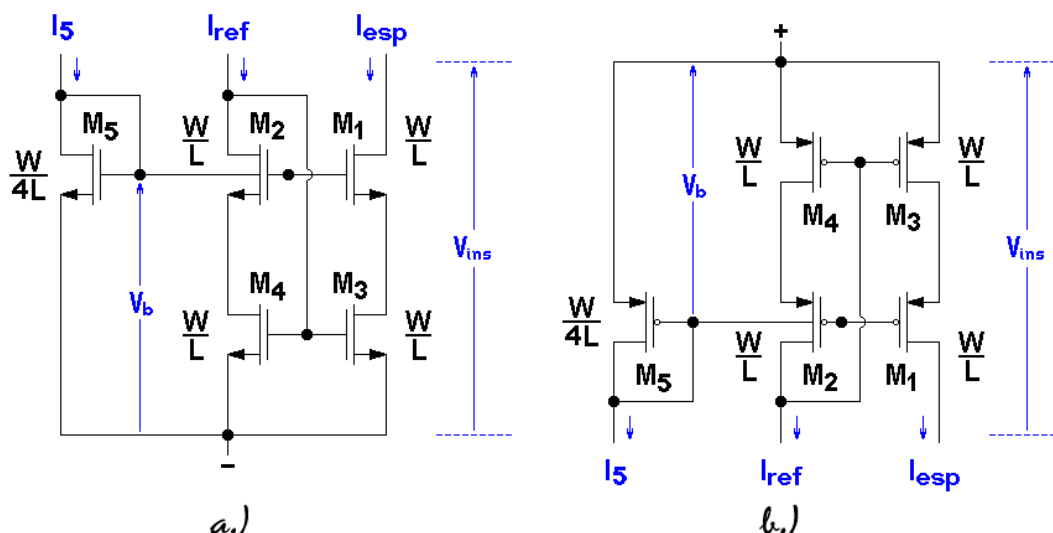 I5
Iref
Iesp
M5
W/L
M2
M1
W/L
W/4L
Vb
M4
M3
W/L
W/L
Vins
−
a.)
+
W/L
W/L
M4
M3
Vb
Vins
W/4L
M5
W/L
M2
M1
W/L
I5
Iref
Iesp
b.)